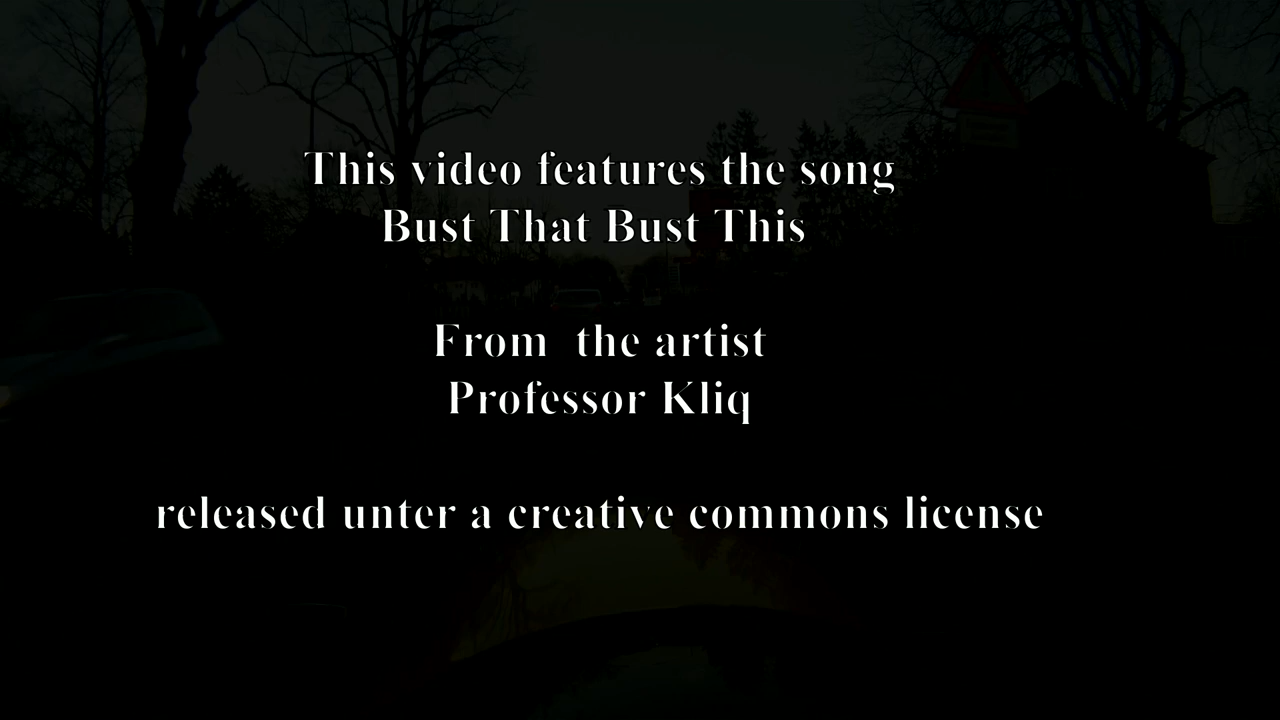 This video features the song
Bust That Bust This
From  the artist
Professor Kliq
released unter a creative commons license